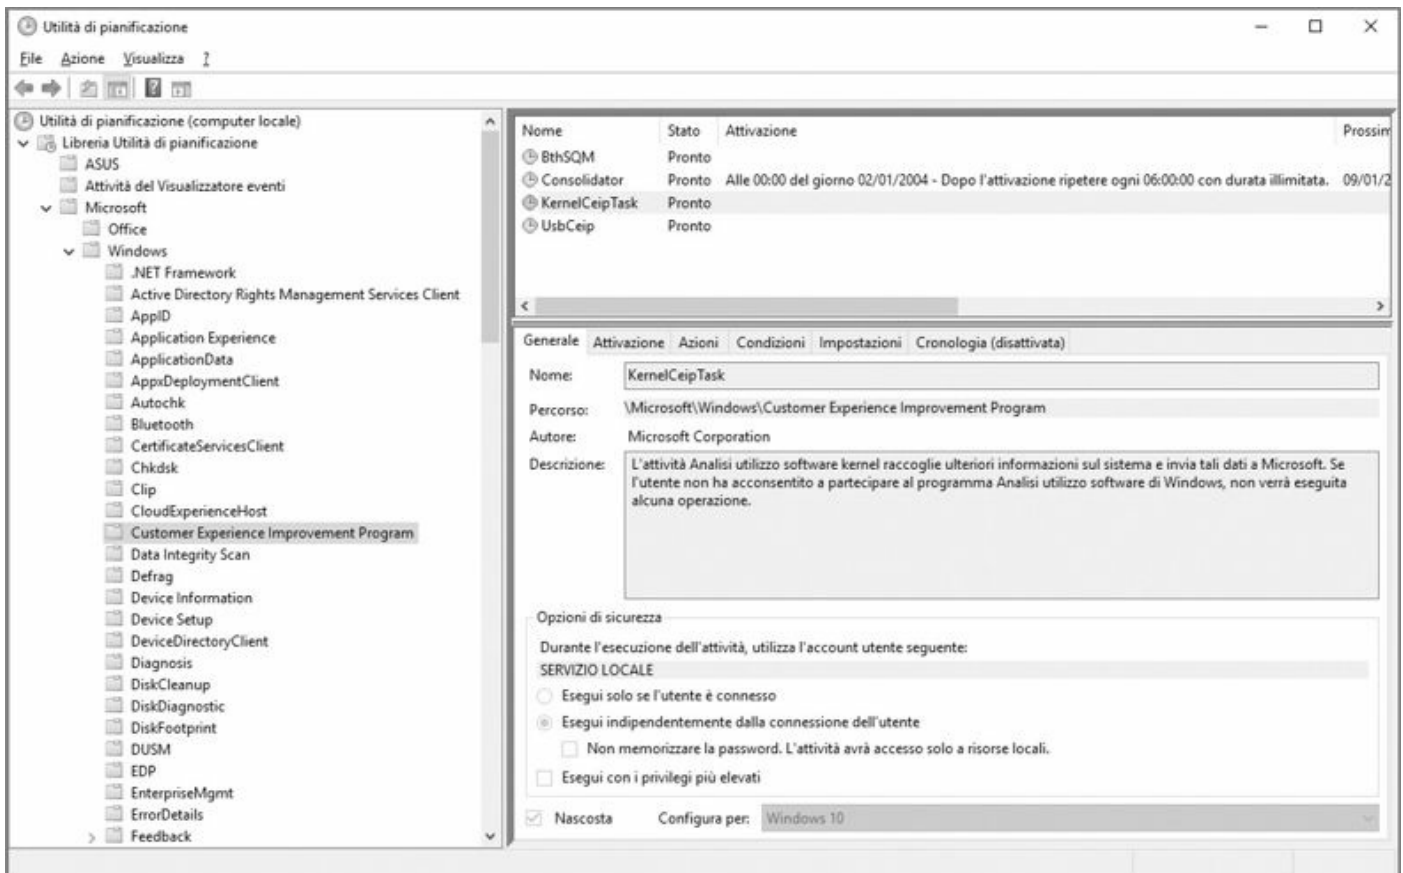 Utilità di pianificazione
File Azione Visualizza ?
Utilità di pianificazione (computer locale)
Libreria Utilità di pianificazione
ASUS
Attività del Visualizzatore eventi
Microsoft
Office
Windows
.NET Framework
Active Directory Rights Management Services Client
AppID
Application Experience
ApplicationData
AppxDeploymentClient
Autochk
Bluetooth
CertificateServicesClient
Chkdsk
Clip
CloudExperienceHost
Customer Experience Improvement Program
Data Integrity Scan
Defrag
Device Information
Device Setup
DeviceDirectoryClient
Diagnosis
DiskCleanup
DiskDiagnostic
DiskFootprint
DUSM
EDP
EnterpriseMgmt
ErrorDetails
Feedback
Nome Stato Attivazione Prossim
BthSQM Pronto
Consolidator Pronto Alle 00:00 del giorno 02/01/2004 - Dopo l'attivazione ripetere ogni 06:00:00 con durata illimitata. 09/01/2
KernelCeipTask Pronto
UsbCeip Pronto
Generale Attivazione Azioni Condizioni Impostazioni Cronologia (disattivata)
Nome: KernelCeipTask
Percorso: \Microsoft\Windows\Customer Experience Improvement Program
Autore: Microsoft Corporation
Descrizione: L'attività Analisi utilizzo software kernel raccoglie ulteriori informazioni sul sistema e invia tali dati a Microsoft. Se
l'utente non ha acconsentito a partecipare al programma Analisi utilizzo software di Windows, non verrà eseguita
alcuna operazione.
Opzioni di sicurezza
Durante l'esecuzione dell'attività, utilizza l'account utente seguente:
SERVIZIO LOCALE
Esegui solo se l'utente è connesso
Esegui indipendentemente dalla connessione dell'utente
Non memorizzare la password. L'attività avrà accesso solo a risorse locali.
Esegui con i privilegi più elevati
Nascosta Configura per: Windows 10